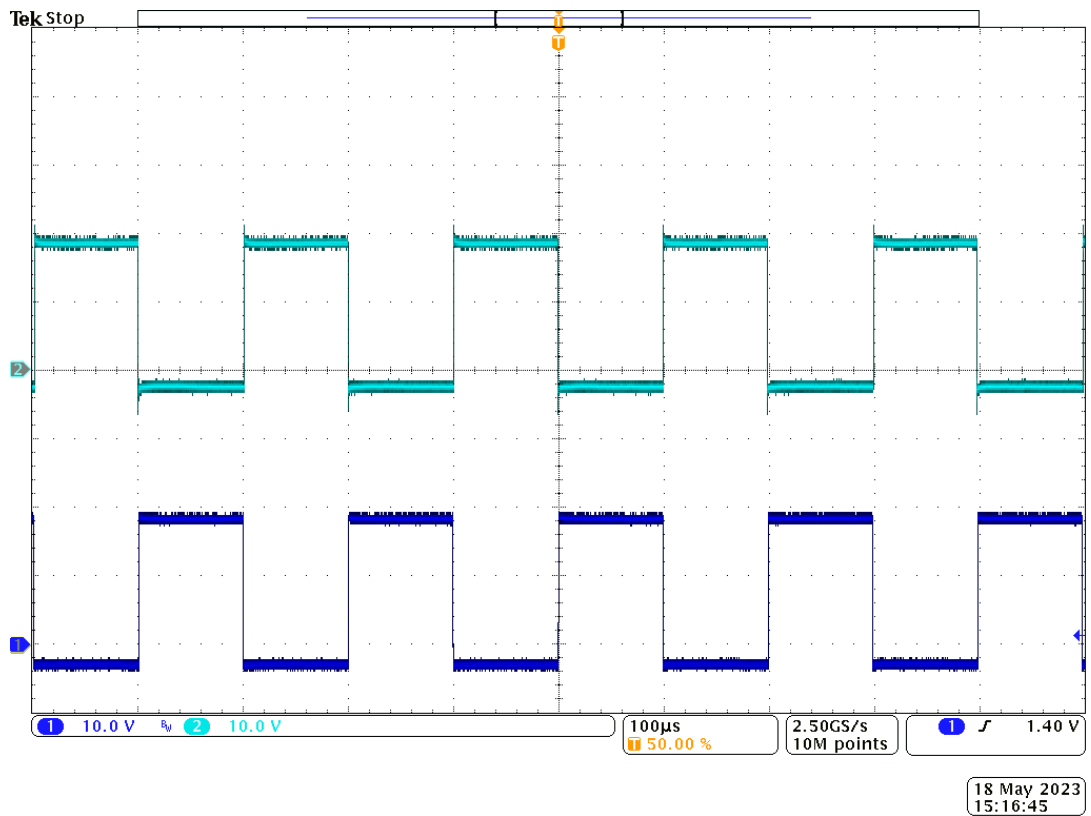 Tek Stop
T
T
2
1
1 10.0 V BW 2 10.0 V
100µs
T 50.00 %
2.50GS/s
10M points
1 1.40 V
18 May 2023
15:16:45